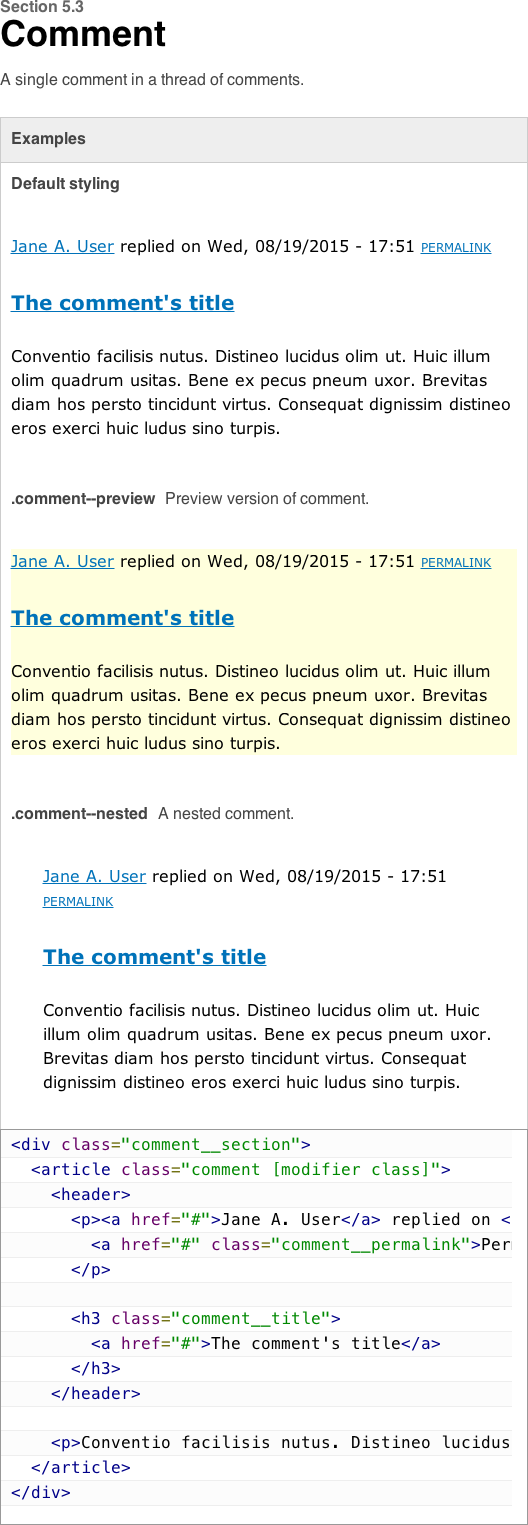 Section 5.3
Comment
A single comment in a thread of comments.
Examples
Default styling
Jane A. User replied on Wed, 08/19/2015 - 17:51 PERMALINK
The comment's title
Conventio facilisis nutus. Distineo lucidus olim ut. Huic illum
olim quadrum usitas. Bene ex pecus pneum uxor. Brevitas
diam hos persto tincidunt virtus. Consequat dignissim distineo
eros exerci huic ludus sino turpis.
.comment--preview Preview version of comment.
Jane A. User replied on Wed, 08/19/2015 - 17:51 PERMALINK
The comment's title
Conventio facilisis nutus. Distineo lucidus olim ut. Huic illum
olim quadrum usitas. Bene ex pecus pneum uxor. Brevitas
diam hos persto tincidunt virtus. Consequat dignissim distineo
eros exerci huic ludus sino turpis.
.comment--nested A nested comment.
Jane A. User replied on Wed, 08/19/2015 - 17:51
PERMALINK
The comment's title
Conventio facilisis nutus. Distineo lucidus olim ut. Huic
illum olim quadrum usitas. Bene ex pecus pneum uxor.
Brevitas diam hos persto tincidunt virtus. Consequat
dignissim distineo eros exerci huic ludus sino turpis.
<div class="comment__section">
  <article class="comment [modifier class]">
    <header>
      <p><a href="#">Jane A. User</a> replied on <
        <a href="#" class="comment__permalink">Per
      </p>
      <h3 class="comment__title">
        <a href="#">The comment's title</a>
      </h3>
    </header>
    <p>Conventio facilisis nutus. Distineo lucidus
  </article>
</div>